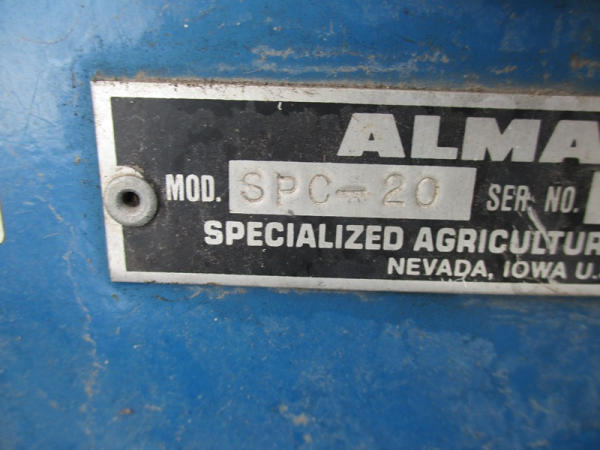 ALMA
MOD. SPC-20 SER. NO.
SPECIALIZED AGRICULTUR
NEVADA, IOWA U.